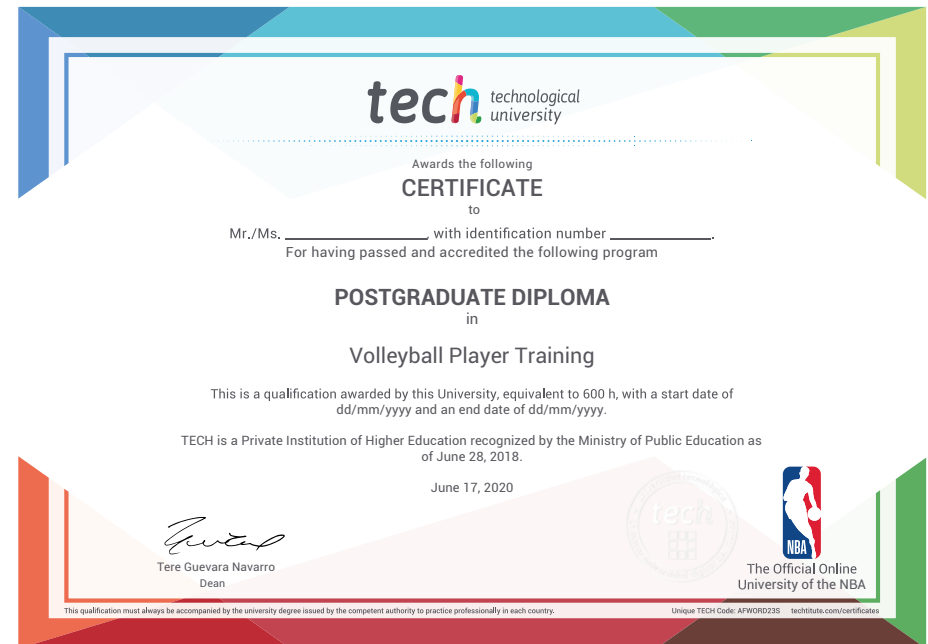 tech technological
university
Awards the following
CERTIFICATE
to
Mr./Ms. ____________________, with identification number ______________.
For having passed and accredited the following program
POSTGRADUATE DIPLOMA
in
Volleyball Player Training
This is a qualification awarded by this University, equivalent to 600 h, with a start date of
dd/mm/yyyy and an end date of dd/mm/yyyy.
TECH is a Private Institution of Higher Education recognized by the Ministry of Public Education as
of June 28, 2018.
June 17, 2020
tech
Tere Guevara Navarro
Dean
NBA
The Official Online
University of the NBA
This qualification must always be accompanied by the university degree issued by the competent authority to practice professionally in each country.
Unique TECH Code: AFWORD23S techtitute.com/certificates